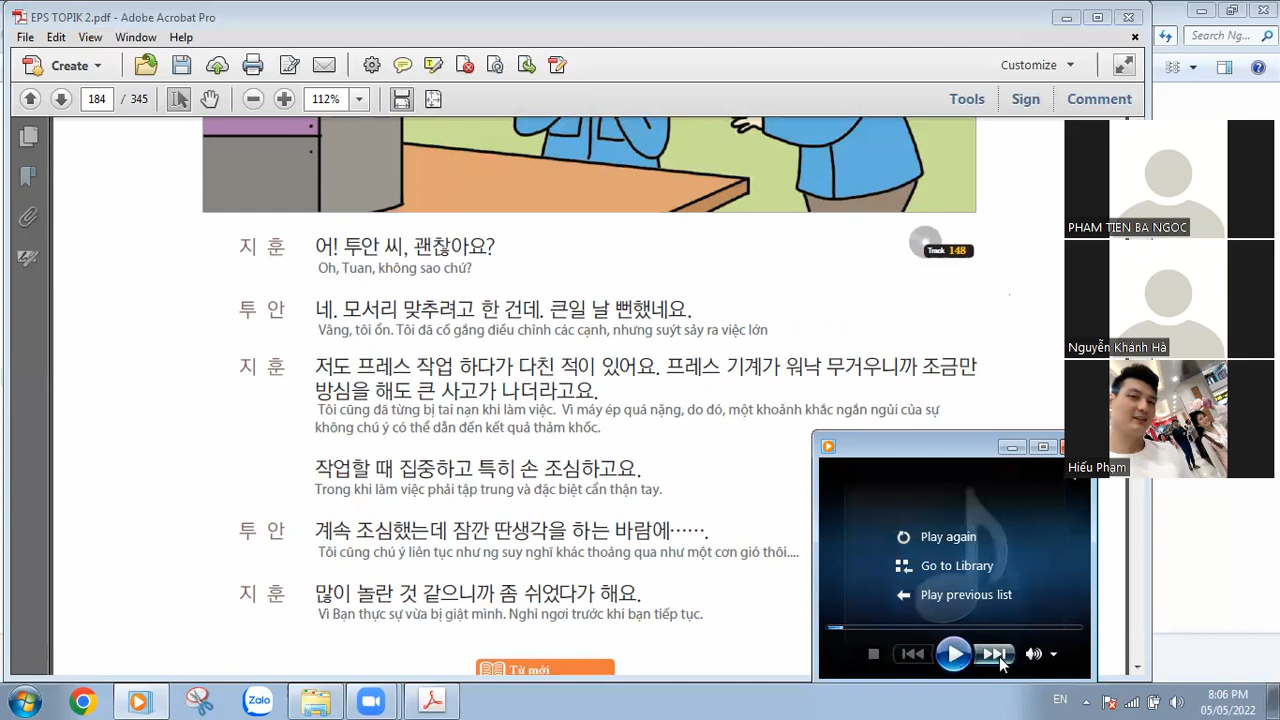 EPS TOPIK 2.pdf - Adobe Acrobat Pro
File Edit View Window Help
Search Ng...
Create
Customize
184 / 345
112%
Tools Sign Comment
지 훈 어! 투안 씨, 괜찮아요?
Oh, Tuan, không sao chứ?
Track 148
투 안 네. 모서리 맞추려고 한 건데. 큰일 날 뻔했네요.
Vâng, tôi ổn. Tôi đã cố gắng điều chỉnh các cạnh, nhưng suýt sảy ra việc lớn
지 훈 저도 프레스 작업 하다가 다친 적이 있어요. 프레스 기계가 워낙 무거우니까 조금만
방심을 해도 큰 사고가 나더라고요.
Tôi cũng đã từng bị tai nạn khi làm việc. Vì máy ép quá nặng, do đó, một khoảnh khắc ngắn ngủi của sự
không chú ý có thể dẫn đến kết quả thảm khốc.
작업할 때 집중하고 특히 손 조심하고요.
Trong khi làm việc phải tập trung và đặc biệt cẩn thận tay.
투 안 계속 조심했는데 잠깐 딴생각을 하는 바람에…….
Tôi cũng chú ý liên tục như ng suy nghĩ khác thoảng qua như một cơn gió thôi....
지 훈 많이 놀란 것 같으니까 좀 쉬었다가 해요.
Vì Bạn thực sự vừa bị giật mình. Nghỉ ngơi trước khi bạn tiếp tục.
Từ mới
PHAM TIEN BA NGOC
Nguyễn Khánh Hà
Hiếu Phạm
Play again
Go to Library
Play previous list
Zalo
EN
8:06 PM
05/05/2022